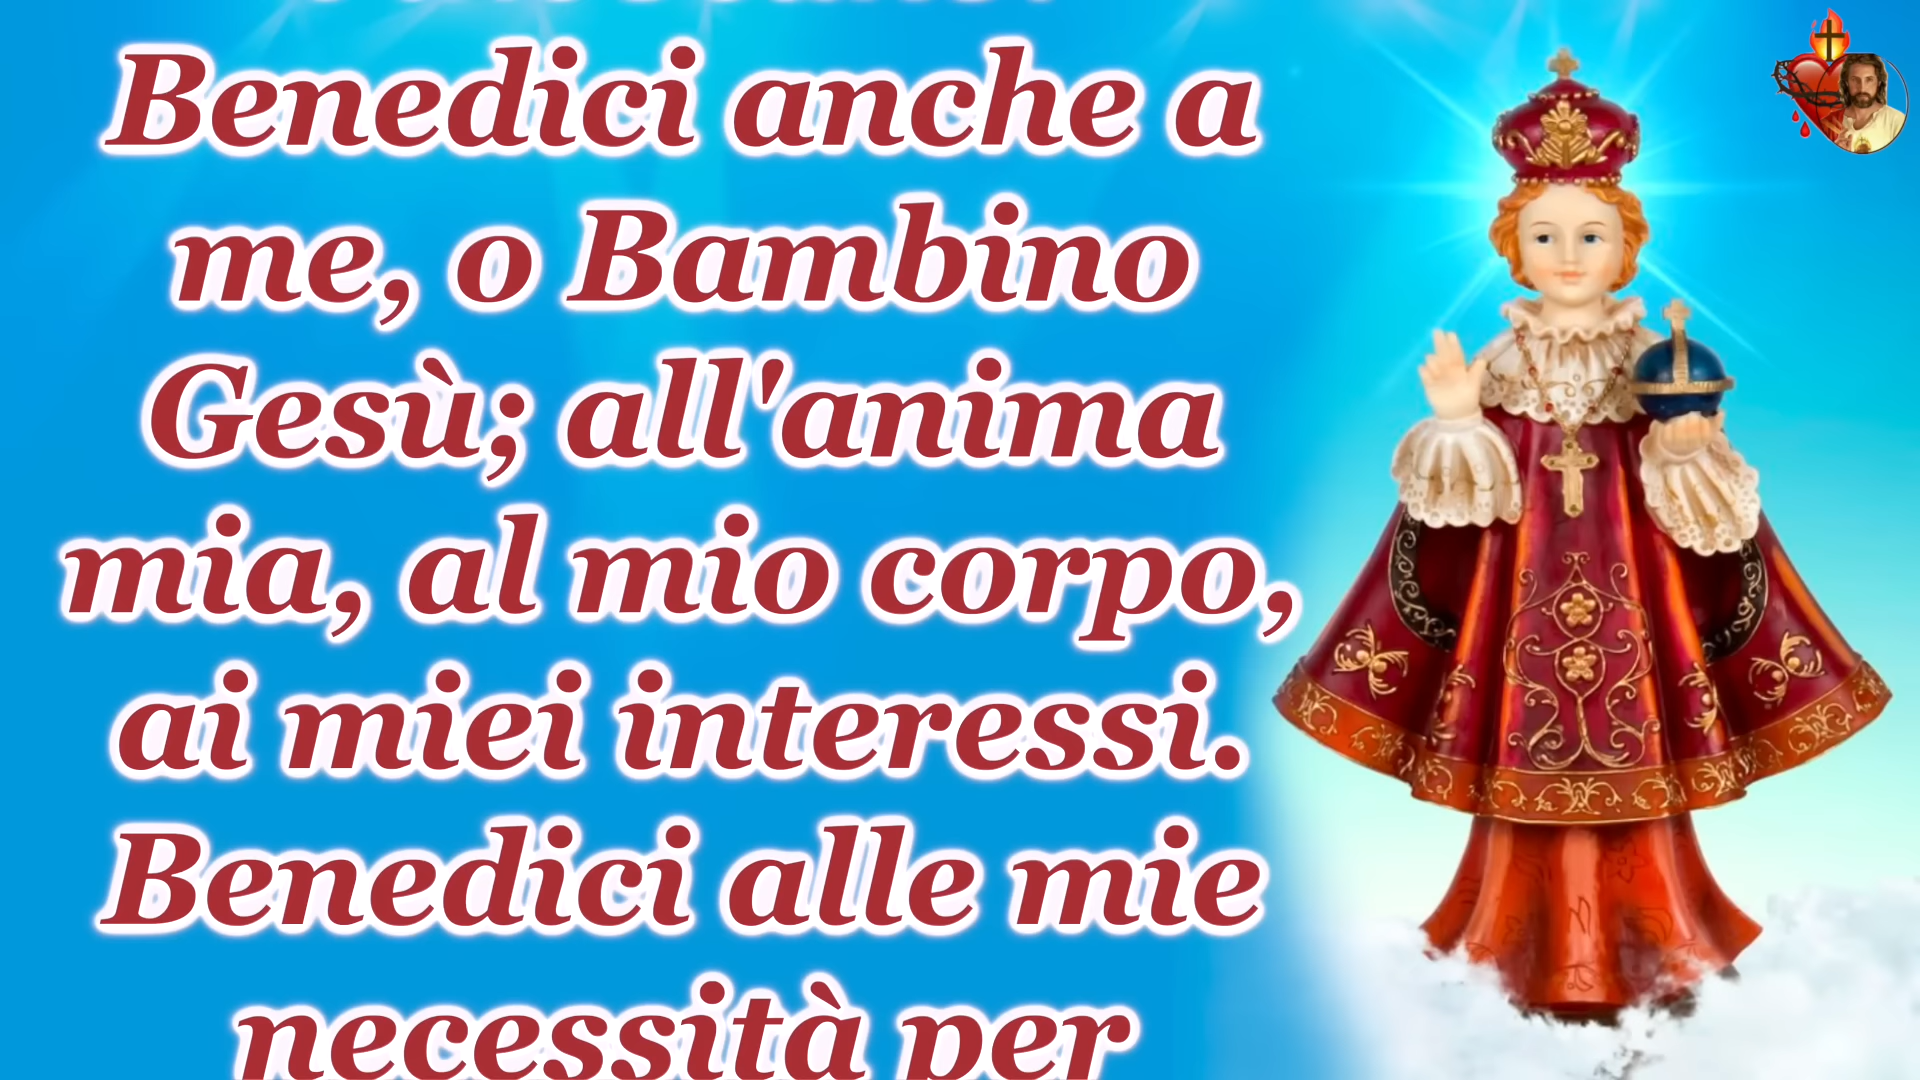 Benedici anche a
me, o Bambino
Gesù; all'anima
mia, al mio corpo,
ai miei interessi.
Benedici alle mie
necessità per